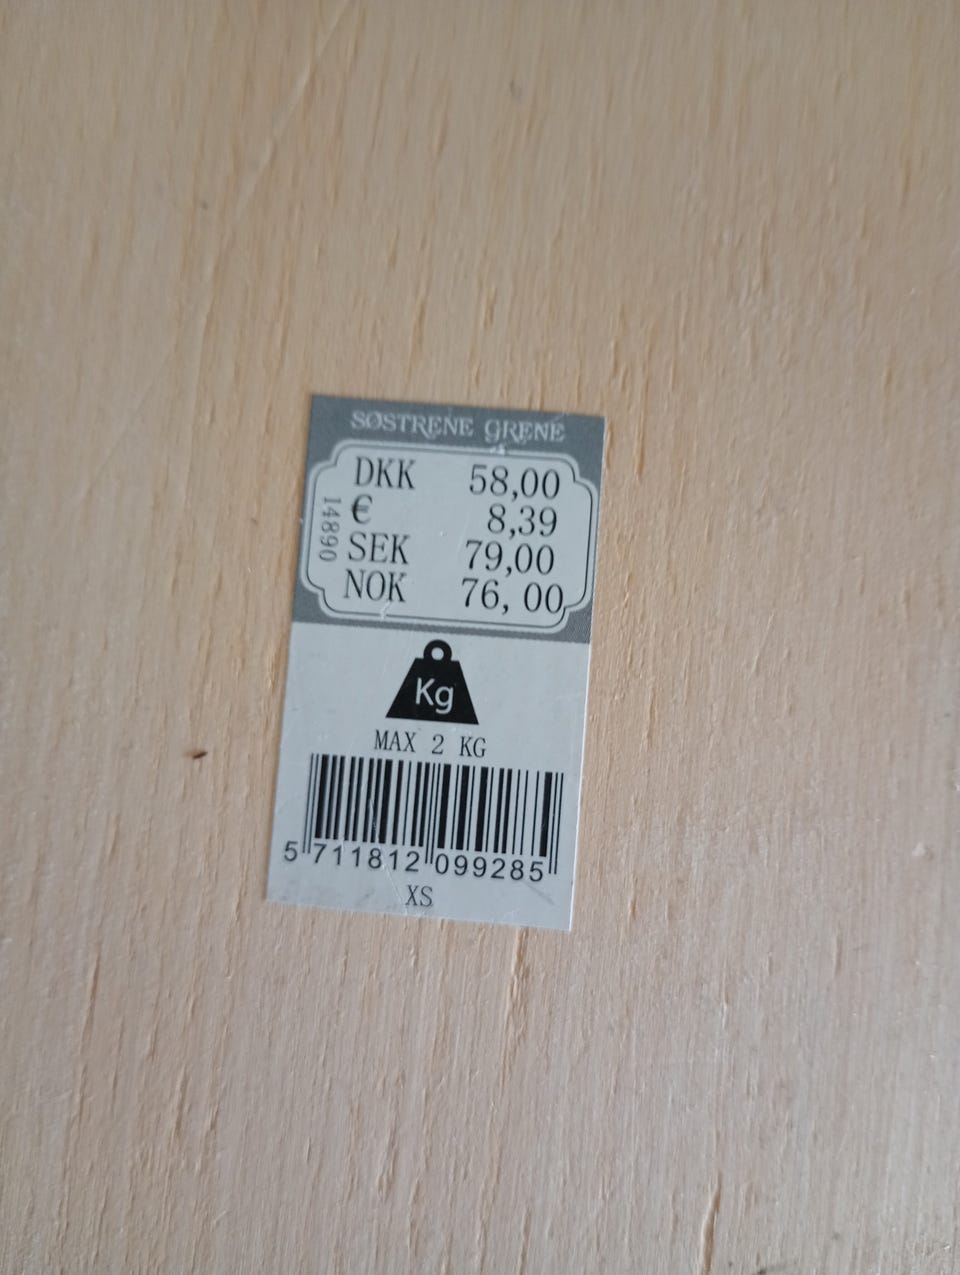 SØSTRENE GRENE
DKK 58,00
€ 8,39
SEK 79,00
NOK 76,00
14890
Kg
MAX 2 KG
5 711812 099285
XS